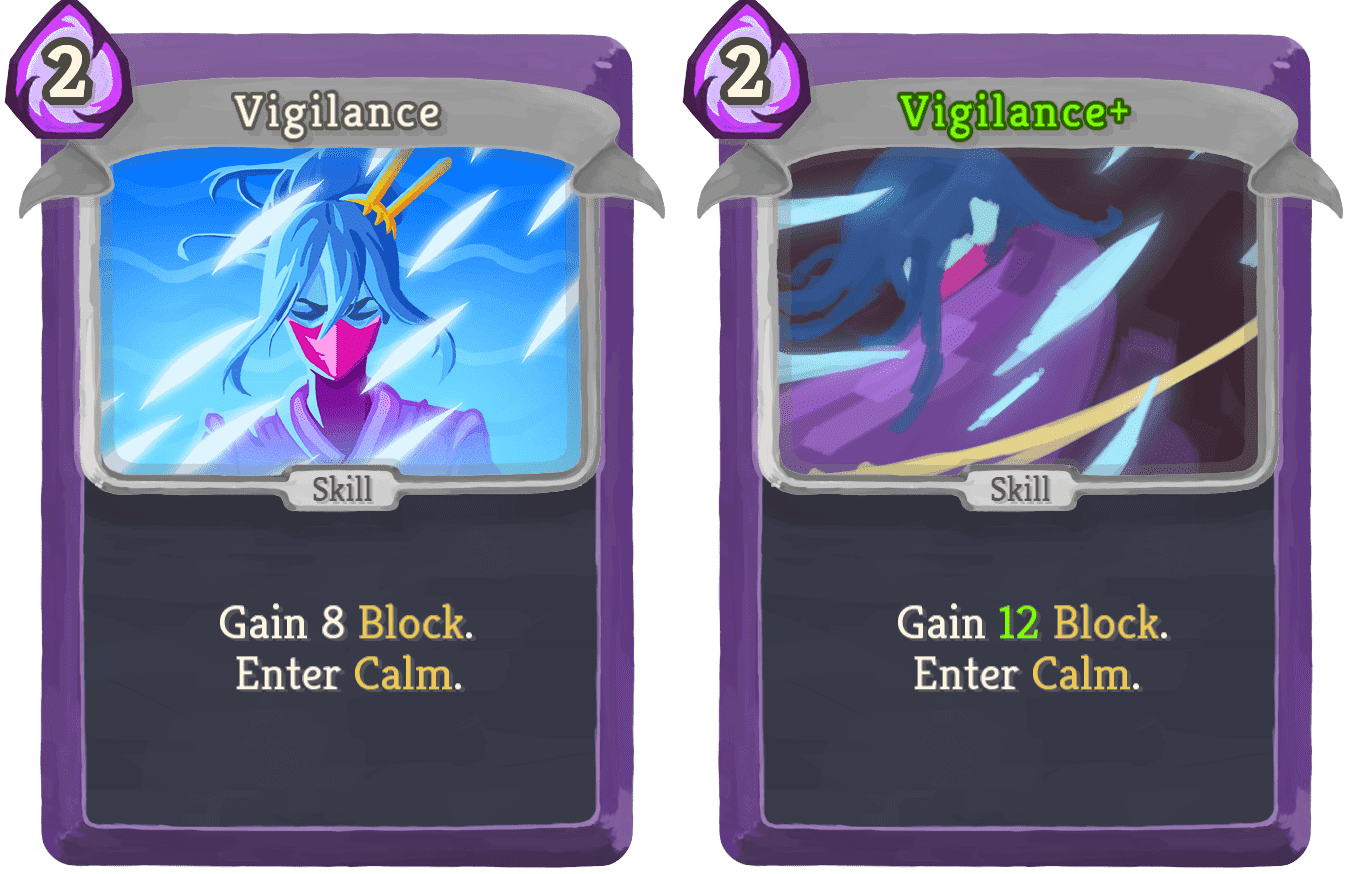 2
Vigilance
Skill
Gain 8 Block.
Enter Calm.
2
Vigilance+
Skill
Gain 12 Block.
Enter Calm.